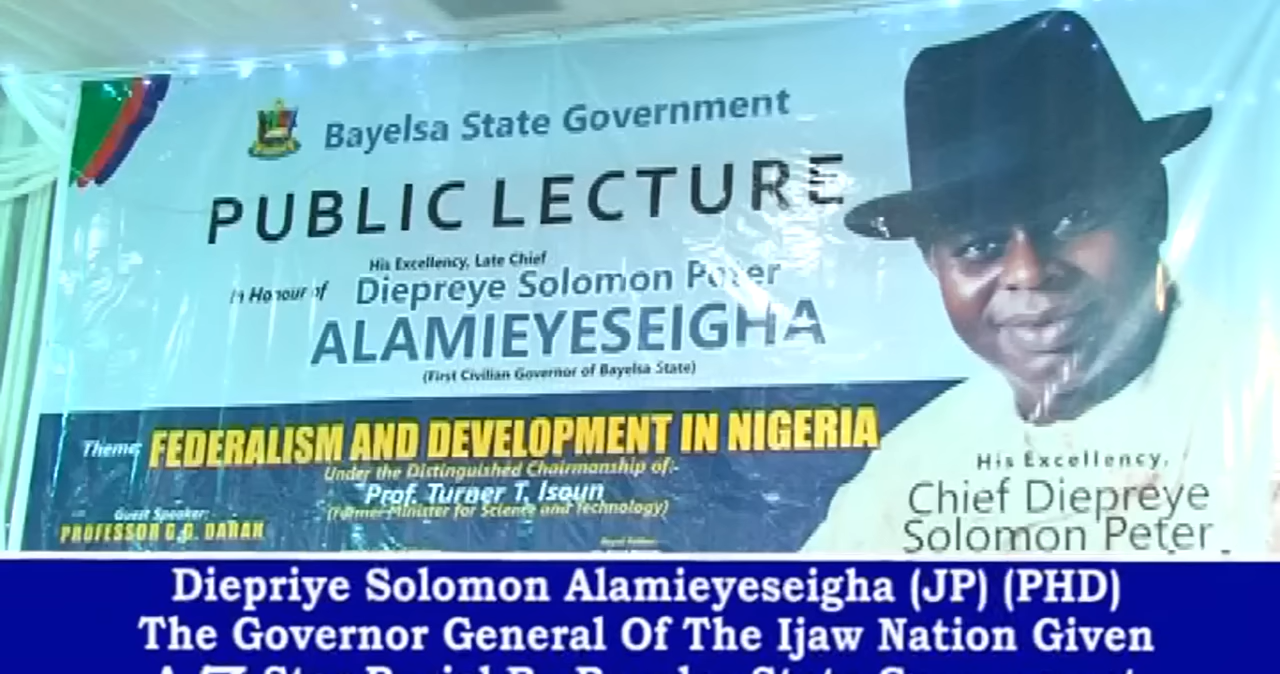 Bayelsa State Government
PUBLIC LECTURE
His Excellency, Late Chief
In Honour of Diepreye Solomon Peter
ALAMIEYESEIGHA
(First Civilian Governor of Bayelsa State)
Theme: FEDERALISM AND DEVELOPMENT IN NIGERIA
Under the Distinguished Chairmanship of:-
Prof. Turner T. Isoun
(Former Minister for Science and Technology)
Guest Speaker:
PROFESSOR G.G. DARAH
His Excellency,
Chief Diepreye
Solomon Peter
Diepriye Solomon Alamieyeseigha (JP) (PHD)
The Governor General Of The Ijaw Nation Given